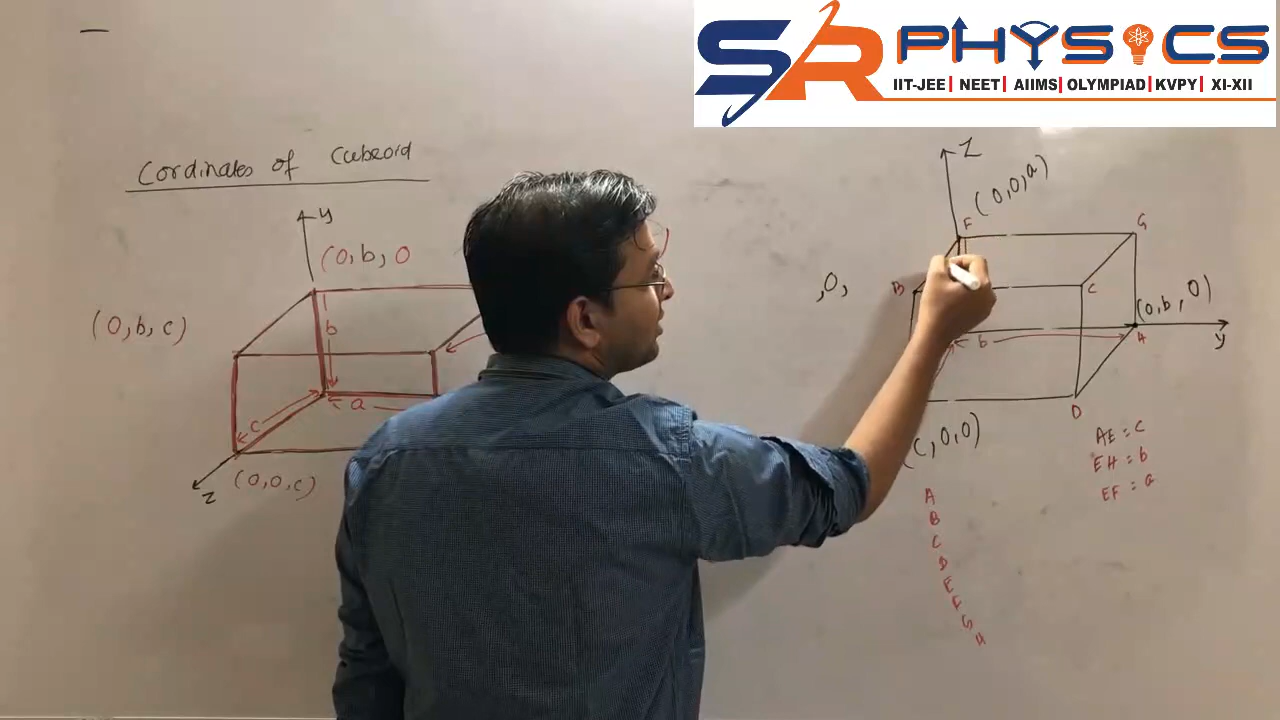 SR PHYSICS
IIT-JEE | NEET | AIIMS | OLYMPIAD | KVPY | XI-XII
Cordinates of Cuboid
y
(0, b, 0
(0, b, c)
b
a
c
(0, 0, c)
z
Z
(0, 0, a)
F
G
, 0,
B
C
(0, b, 0)
b
A
y
D
(c, 0, 0)
AE = c
EH = b
EF = a
A
B
C
D
E
F
G
H